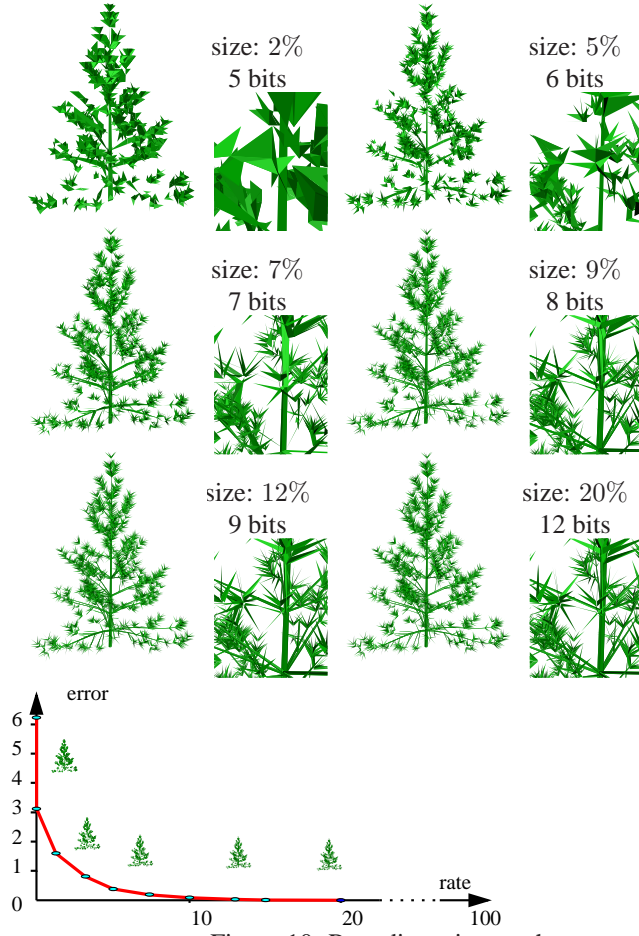 size: 2%
5 bits
size: 5%
6 bits
size: 7%
7 bits
size: 9%
8 bits
size: 12%
9 bits
size: 20%
12 bits
error
6
5
4
3
2
1
0
rate
10
20
100